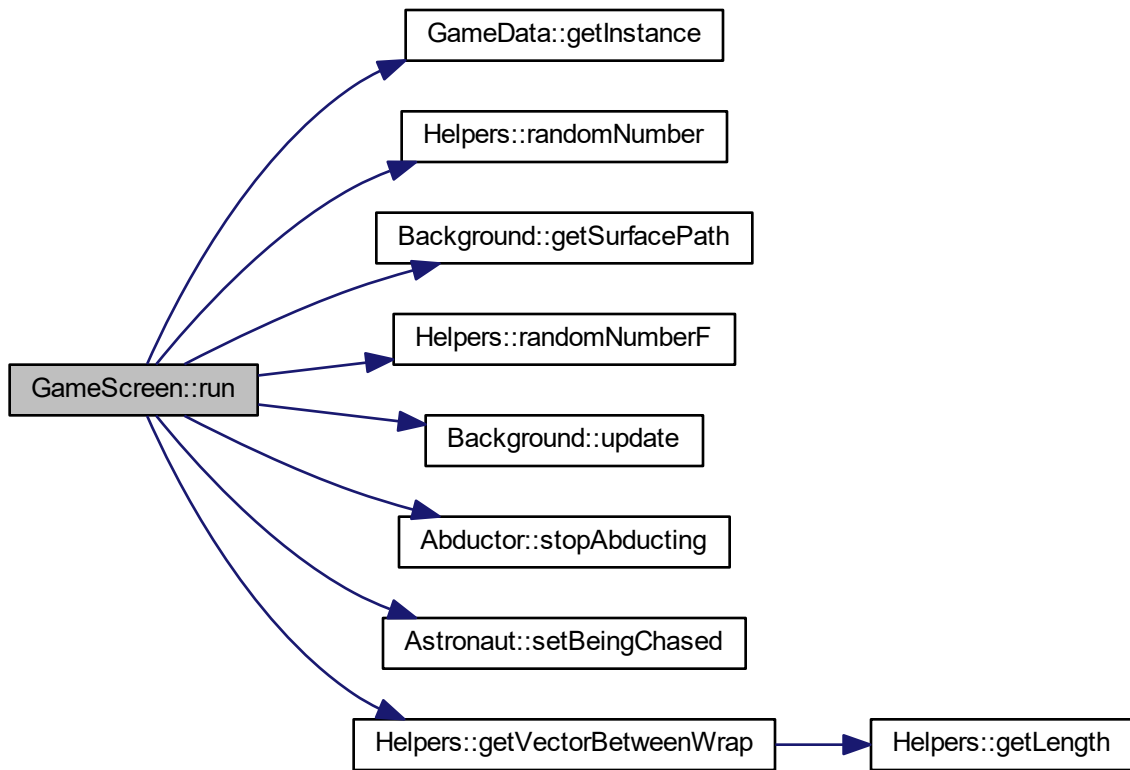 GameData::getInstance
Helpers::randomNumber
Background::getSurfacePath
Helpers::randomNumberF
GameScreen::run
Background::update
Abductor::stopAbducting
Astronaut::setBeingChased
Helpers::getVectorBetweenWrap
Helpers::getLength